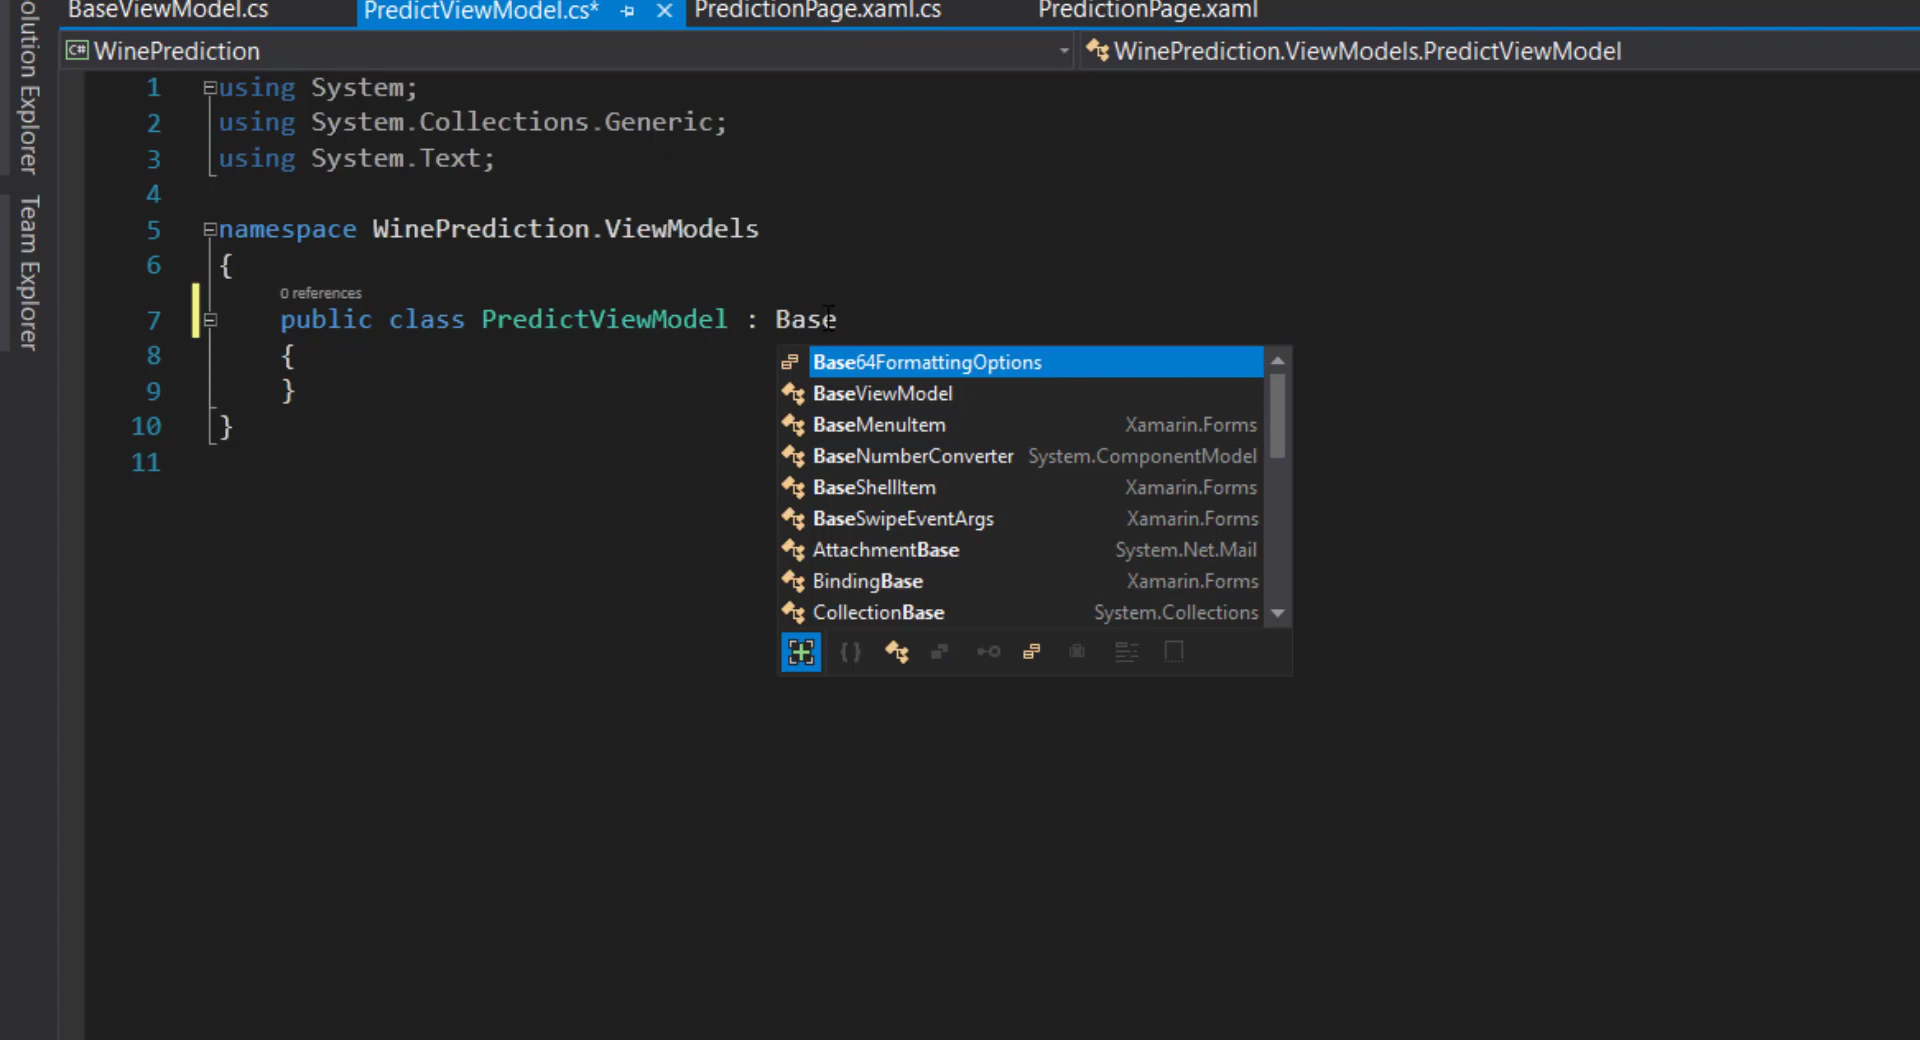 BaseViewModel.cs PredictViewModel.cs* PredictionPage.xaml.cs PredictionPage.xaml
WinePrediction WinePrediction.ViewModels.PredictViewModel
olution Explorer
Team Explorer
1 using System;
2 using System.Collections.Generic;
3 using System.Text;
4
5 namespace WinePrediction.ViewModels
6 {
0 references
7 public class PredictViewModel : Base
8 {
9 }
10 }
11
Base64FormattingOptions
BaseViewModel
BaseMenuItem Xamarin.Forms
BaseNumberConverter System.ComponentModel
BaseShellItem Xamarin.Forms
BaseSwipeEventArgs Xamarin.Forms
AttachmentBase System.Net.Mail
BindingBase Xamarin.Forms
CollectionBase System.Collections